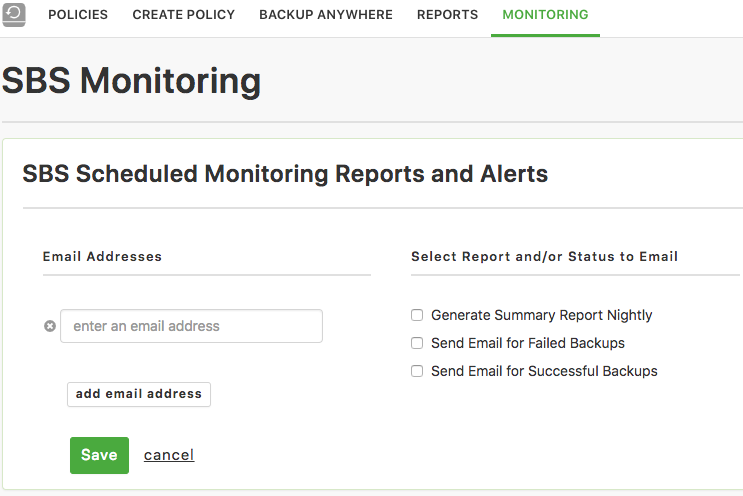 POLICIES CREATE POLICY BACKUP ANYWHERE REPORTS MONITORING
SBS Monitoring
SBS Scheduled Monitoring Reports and Alerts
Email Addresses
enter an email address
add email address
Save cancel
Select Report and/or Status to Email
Generate Summary Report Nightly
Send Email for Failed Backups
Send Email for Successful Backups